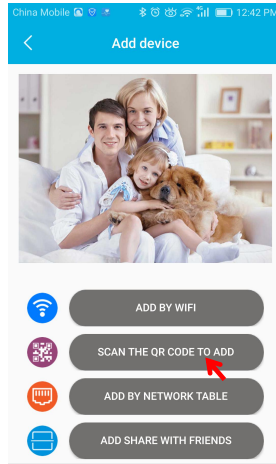 China Mobile 4G 12:42 PM
Add device
ADD BY WIFI
SCAN THE QR CODE TO ADD
ADD BY NETWORK TABLE
ADD SHARE WITH FRIENDS